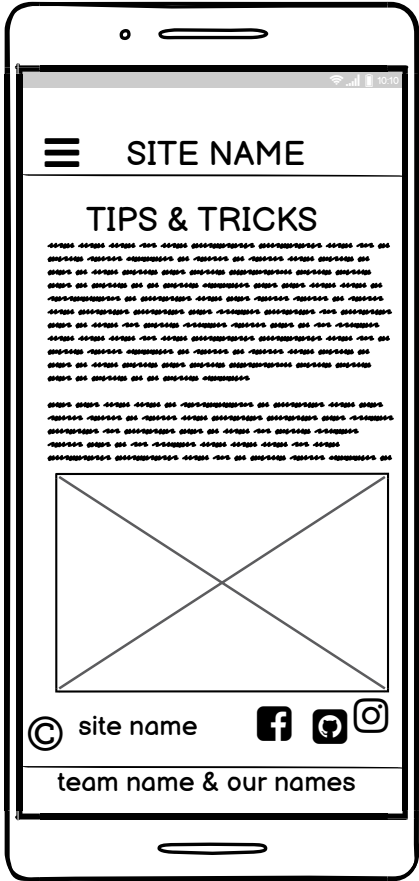 10:10
SITE NAME
TIPS & TRICKS
© site name
team name & our names